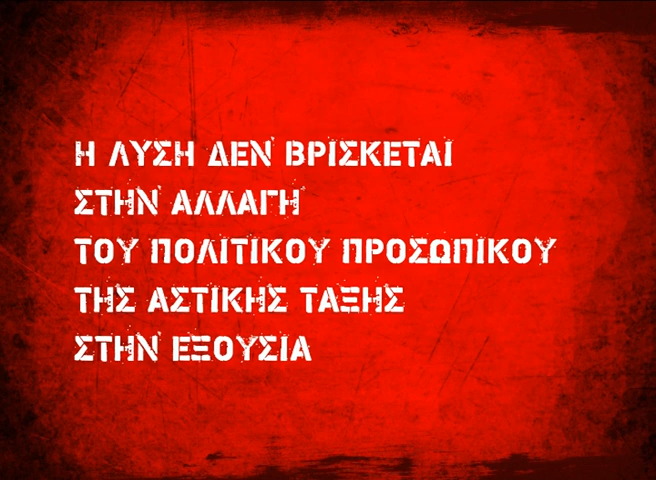 Η ΛΥΣΗ ΔΕΝ ΒΡΙΣΚΕΤΑΙ
ΣΤΗΝ ΑΛΛΑΓΗ
ΤΟΥ ΠΟΛΙΤΙΚΟΥ ΠΡΟΣΩΠΙΚΟΥ
ΤΗΣ ΑΣΤΙΚΗΣ ΤΑΞΗΣ
ΣΤΗΝ ΕΞΟΥΣΙΑ